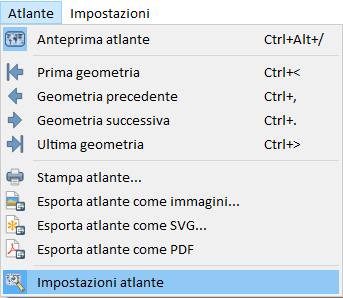 Atlante Impostazioni
Anteprima atlante Ctrl+Alt+/
Prima geometria Ctrl+<
Geometria precedente Ctrl+,
Geometria successiva Ctrl+.
Ultima geometria Ctrl+>
Stampa atlante...
Esporta atlante come immagini...
Esporta atlante come SVG...
Esporta atlante come PDF
Impostazioni atlante